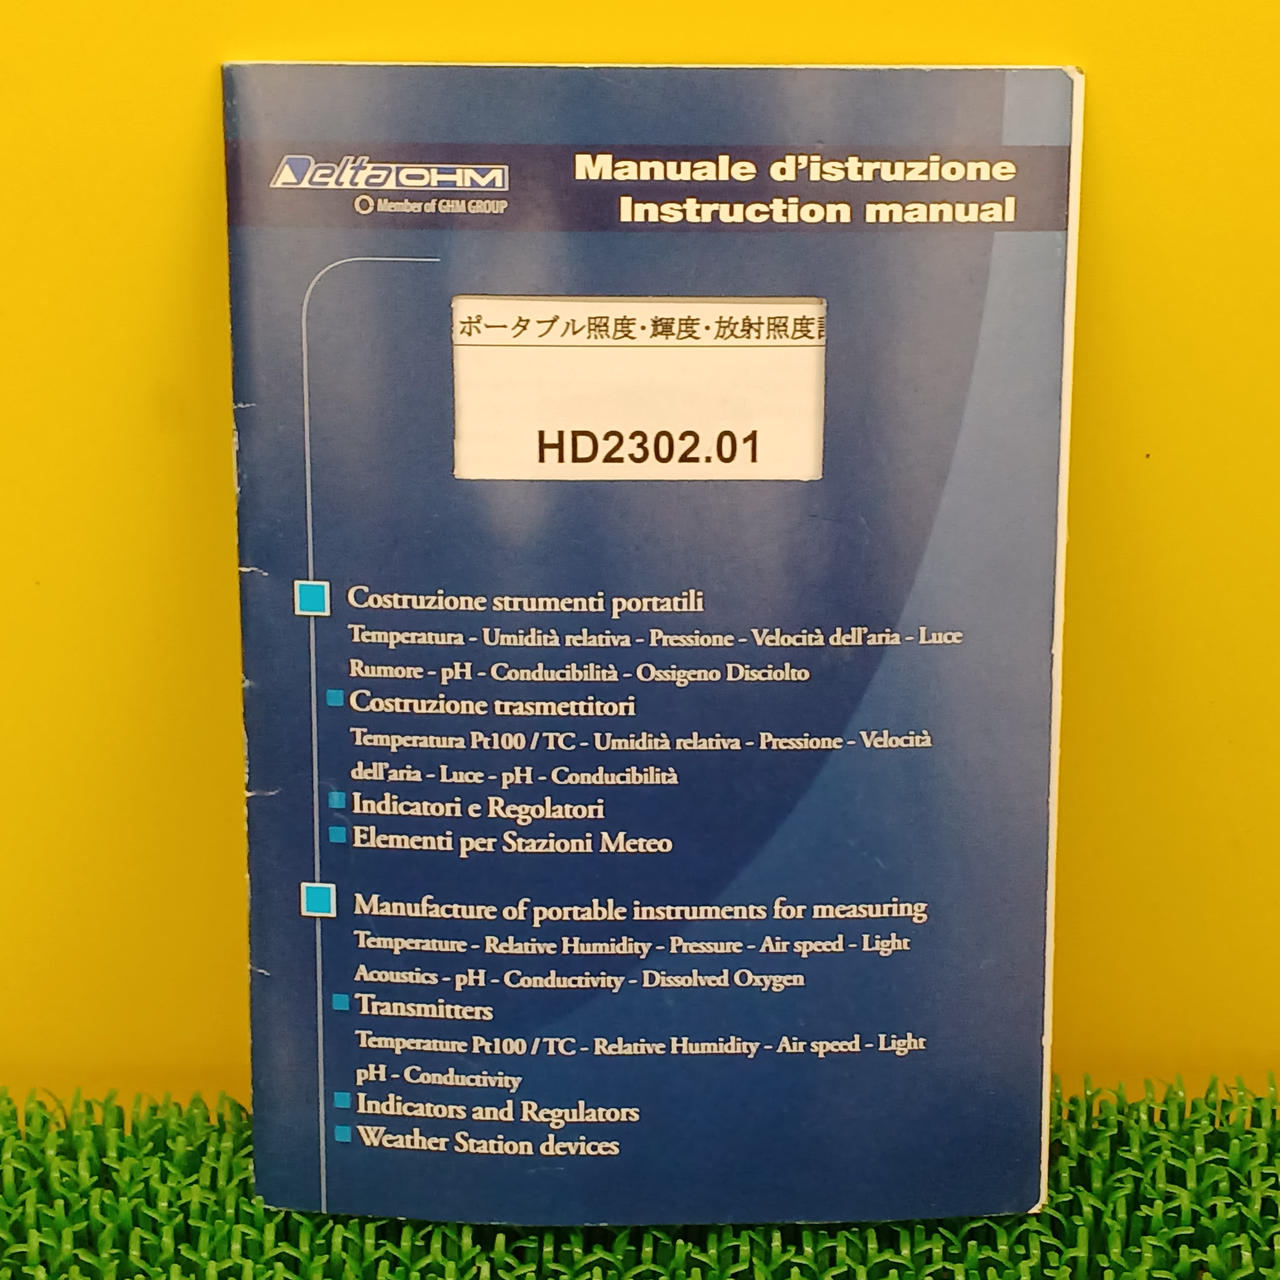 Delta OHM
Member of GHM GROUP
Manuale d'istruzione
Instruction manual
ポータブル照度・輝度・放射照度
HD2302.01
Costruzione strumenti portatili
Temperatura - Umidità relativa - Pressione - Velocità dell'aria - Luce
Rumore - pH - Conducibilità - Ossigeno Disciolto
Costruzione trasmettitori
Temperatura Pt100 / TC - Umidità relativa - Pressione - Velocità
dell'aria - Luce - pH - Conducibilità
Indicatori e Regolatori
Elementi per Stazioni Meteo
Manufacture of portable instruments for measuring
Temperature - Relative Humidity - Pressure - Air speed - Light
Acoustics - pH - Conductivity - Dissolved Oxygen
Transmitters
Temperature Pt100 / TC - Relative Humidity - Air speed - Light
pH - Conductivity
Indicators and Regulators
Weather Station devices